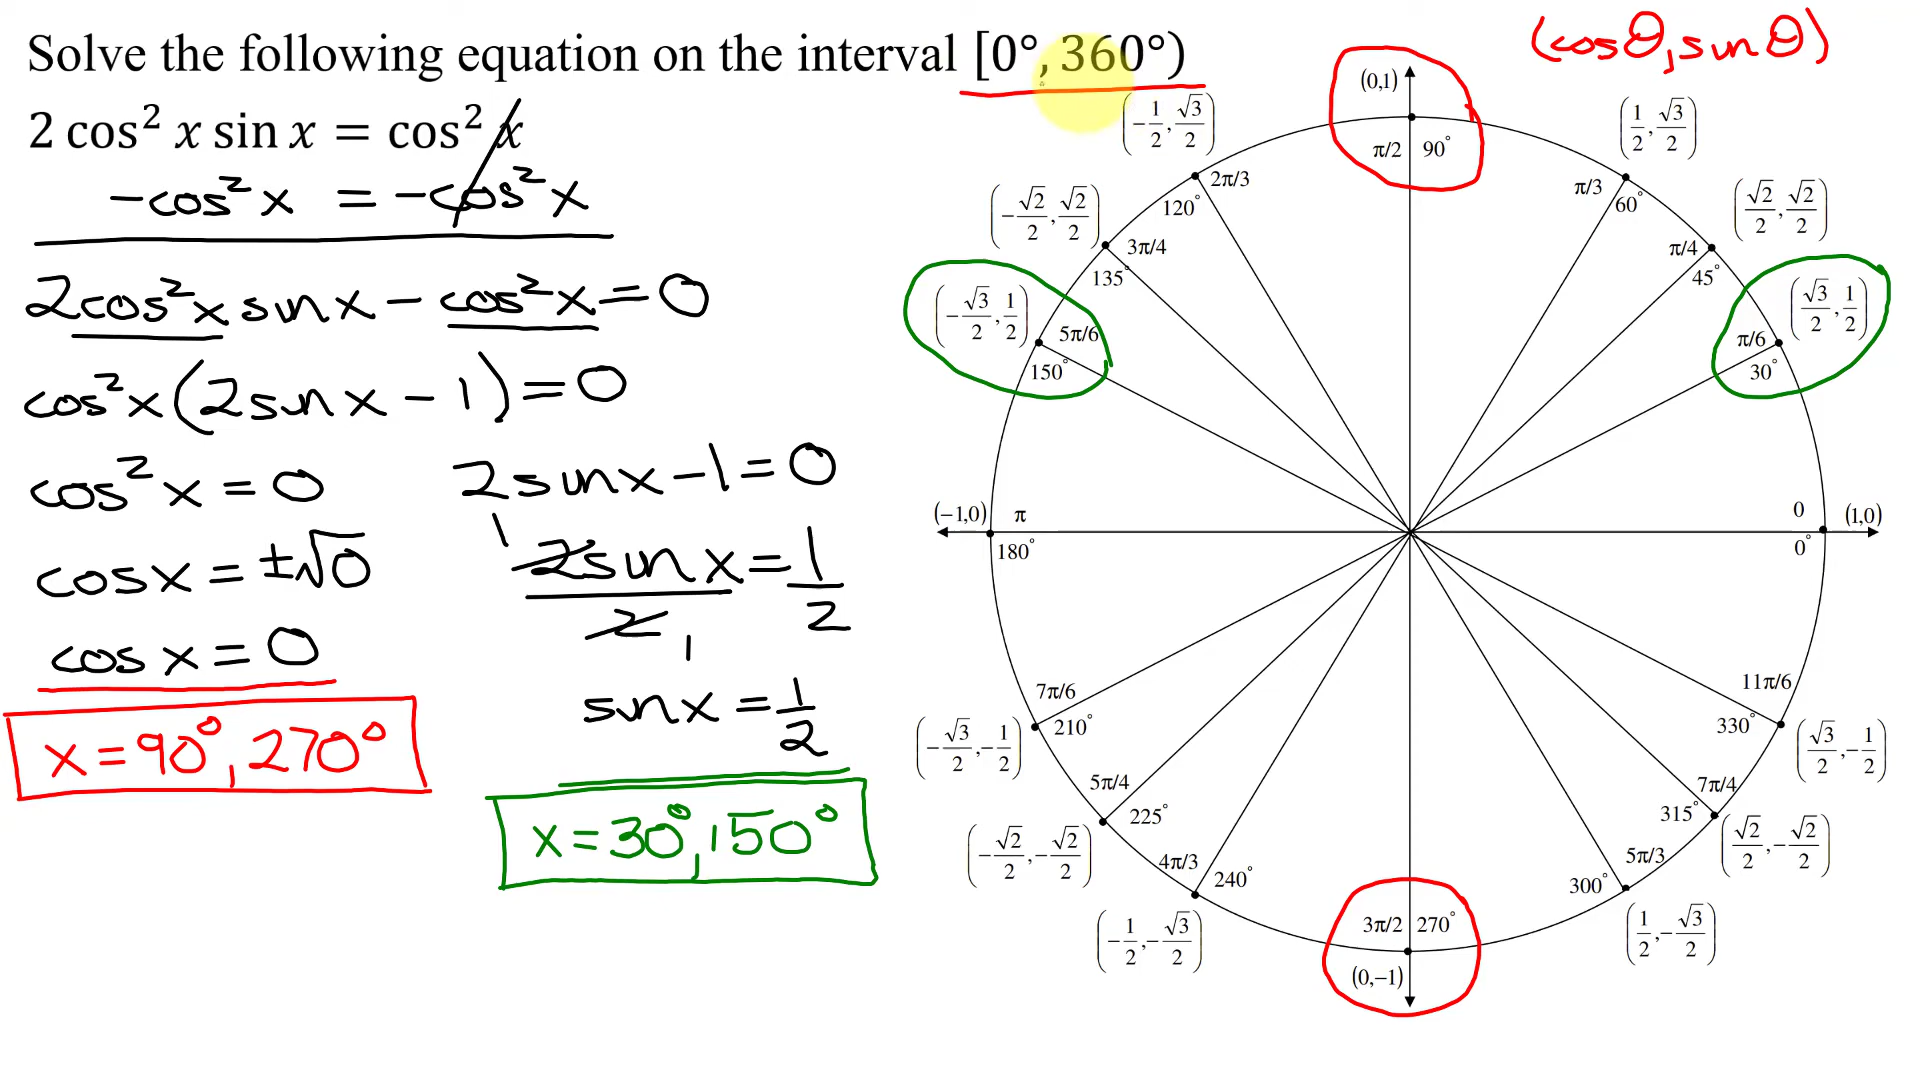 Solve the following equation on the interval [0°, 360°)
2 cos² x sin x = cos² x
-cos²x = -cos²x
2cos²x sinx - cos²x = 0
cos²x(2sinx - 1) = 0
cos²x = 0
cosx = ±√0
cosx = 0
x = 90°, 270°
2sinx - 1 = 0
1
2sinx/2 = 1/2
1
sinx = 1/2
x = 30°, 150°
(cosθ, sinθ)
(0,1)
π/2 90°
(1/2, √3/2)
π/3
60°
(√2/2, √2/2)
π/4
45°
(√3/2, 1/2)
π/6
30°
0 (1,0)
0°
(-1/2, √3/2)
2π/3
120°
(-√2/2, √2/2)
3π/4
135°
(-√3/2, 1/2)
5π/6
150°
(−1,0) π
180°
7π/6
210°
(-√3/2, -1/2)
5π/4
225°
(-√2/2, -√2/2)
4π/3
240°
(-1/2, -√3/2)
3π/2 270°
(0,−1)
5π/3
300°
(1/2, -√3/2)
7π/4
315°
(√2/2, -√2/2)
11π/6
330°
(√3/2, -1/2)